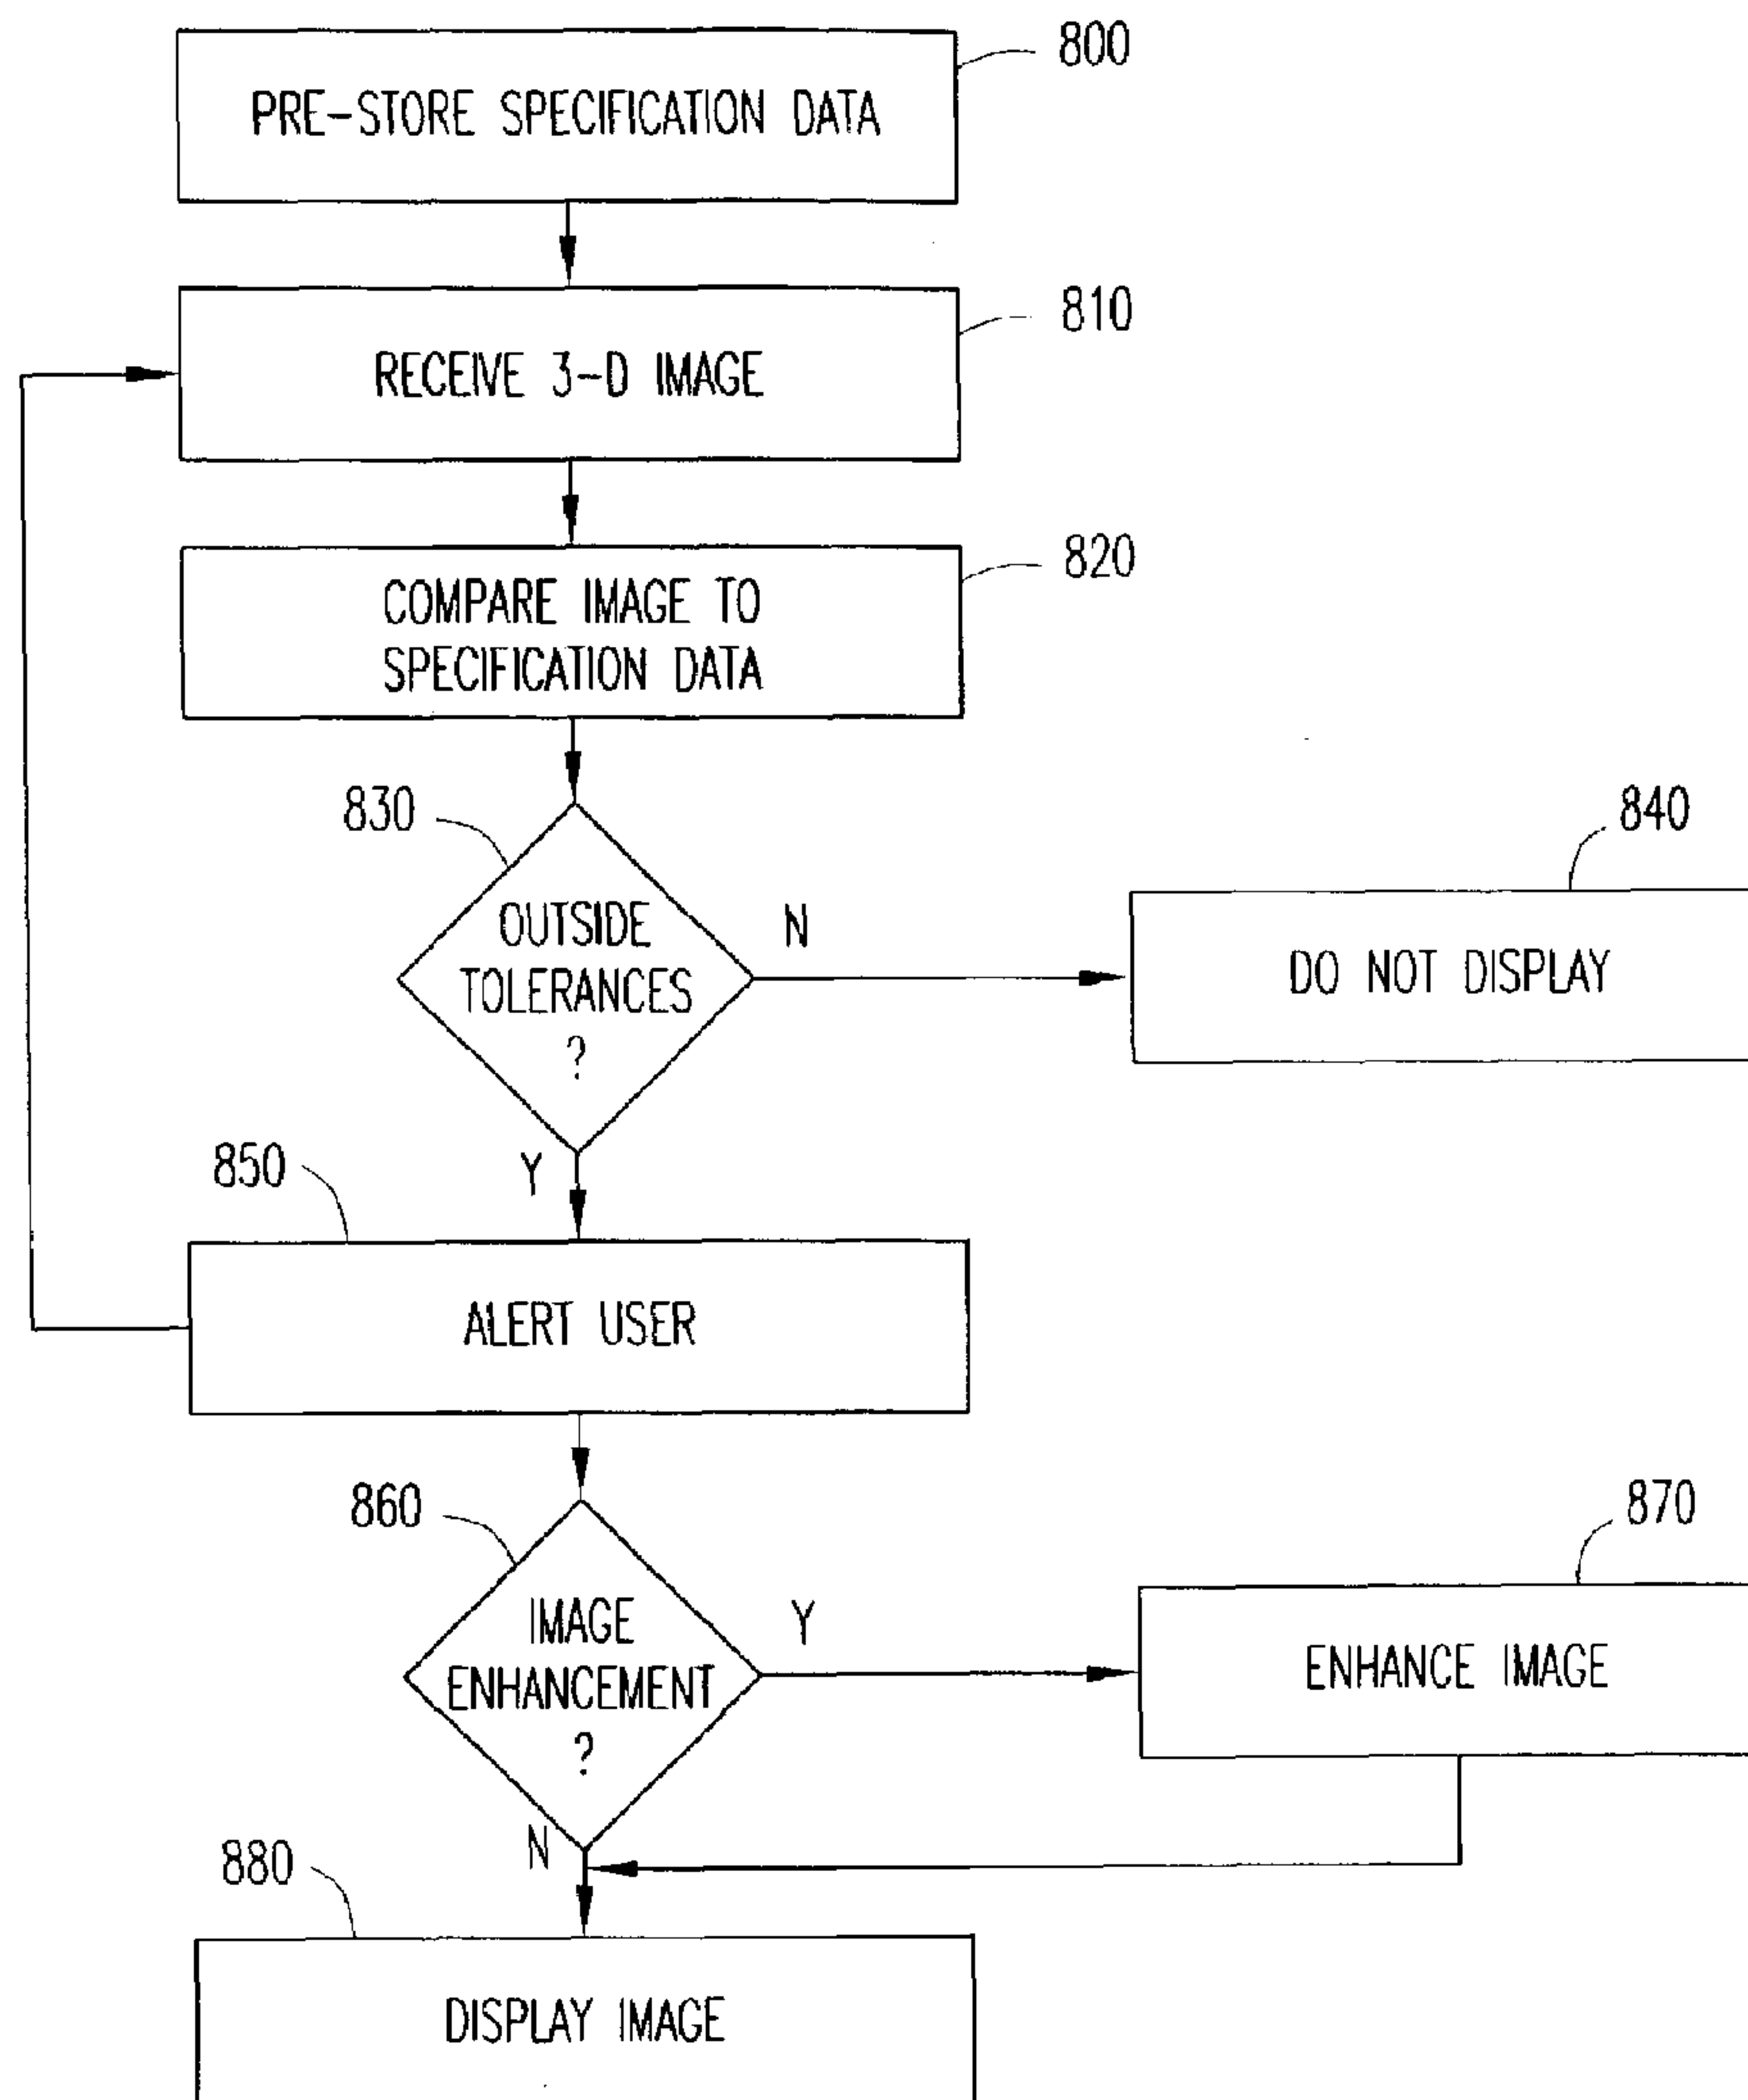 800
PRE-STORE SPECIFICATION DATA
810
RECEIVE 3-D IMAGE
820
COMPARE IMAGE TO
SPECIFICATION DATA
830
840
OUTSIDE
TOLERANCES
?
N
DO NOT DISPLAY
Y
850
ALERT USER
860
870
IMAGE
ENHANCEMENT
?
Y
ENHANCE IMAGE
N
880
DISPLAY IMAGE